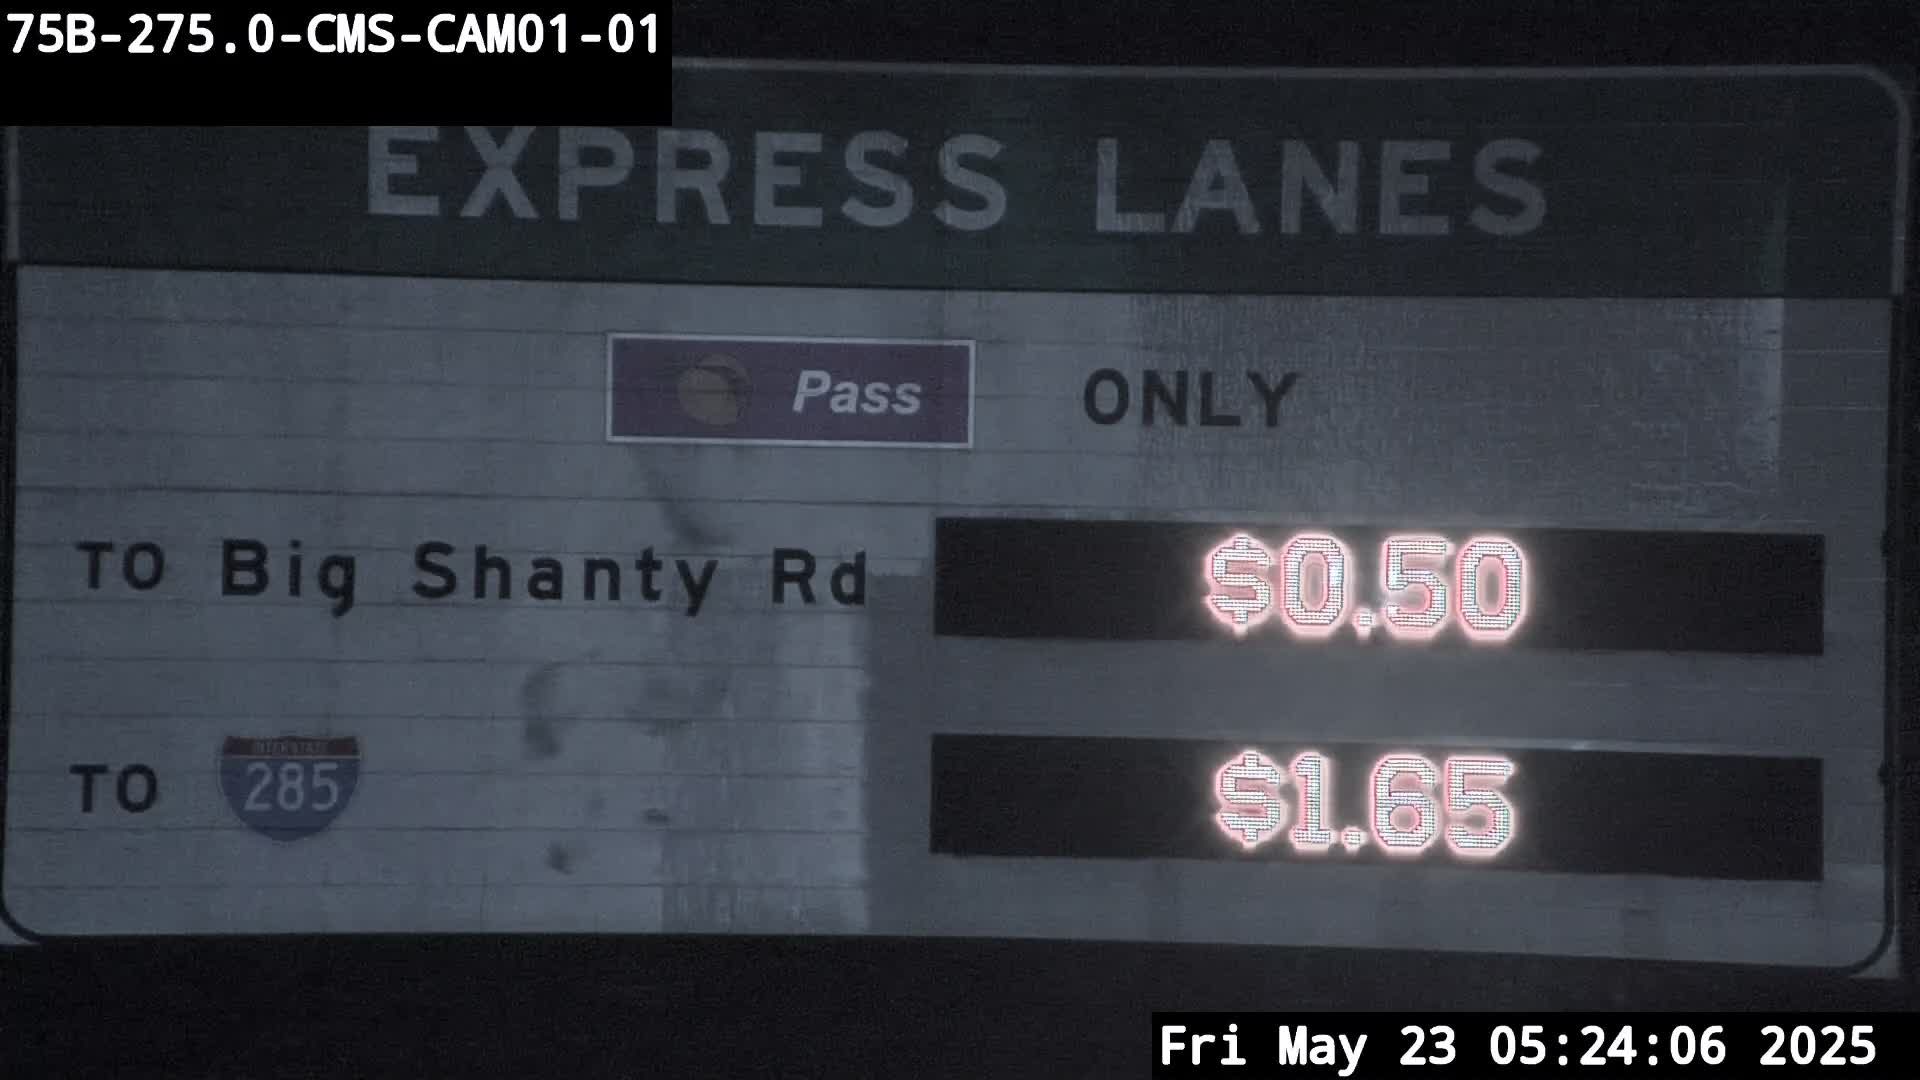 75B-275.0-CMS-CAM01-01
EXPRESS LANES
Pass ONLY
TO Big Shanty Rd $0.50
INTERSTATE
TO 285 $1.65
Fri May 23 05:24:06 2025